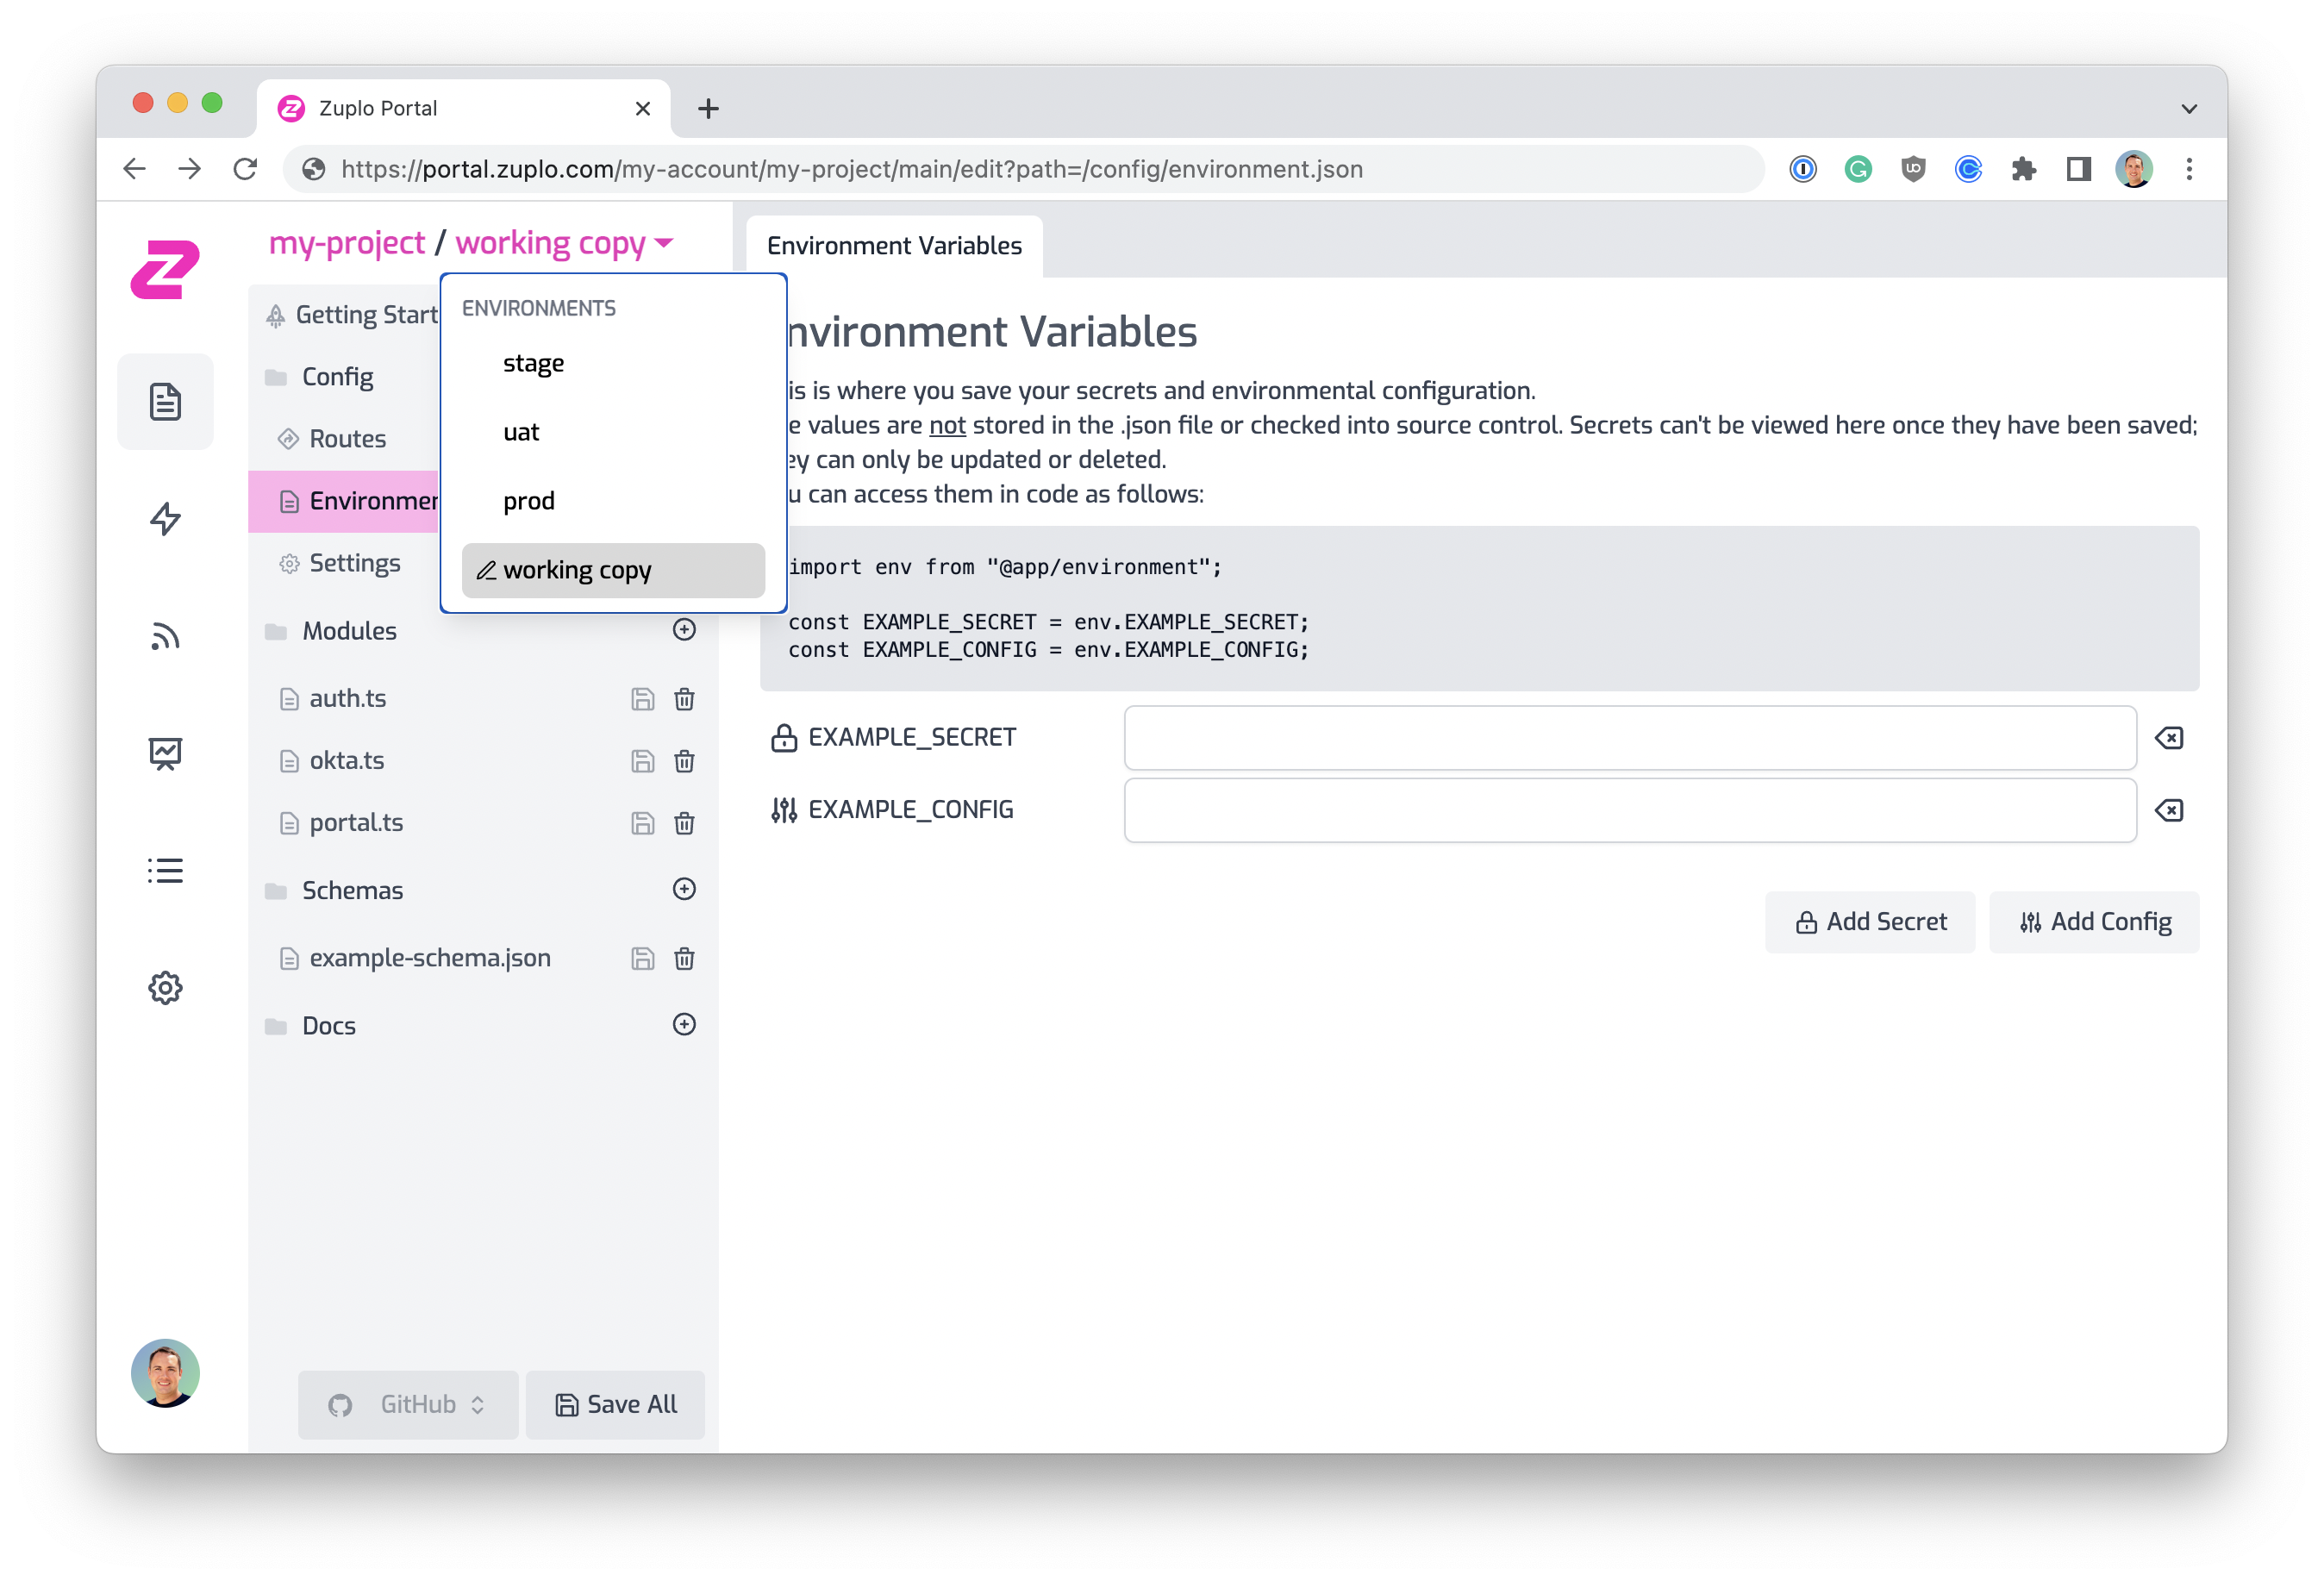 Zuplo Portal
https://portal.zuplo.com/my-account/my-project/main/edit?path=/config/environment.json
my-project / working copy
Environment Variables
ENVIRONMENTS
stage
uat
prod
working copy
Getting Start
Config
Routes
Environmen
Settings
Modules
auth.ts
okta.ts
portal.ts
Schemas
example-schema.json
Docs
GitHub
Save All
nvironment Variables
is is where you save your secrets and environmental configuration.
e values are not stored in the .json file or checked into source control. Secrets can't be viewed here once they have been saved;
ey can only be updated or deleted.
u can access them in code as follows:
import env from "@app/environment";
const EXAMPLE_SECRET = env.EXAMPLE_SECRET;
const EXAMPLE_CONFIG = env.EXAMPLE_CONFIG;
EXAMPLE_SECRET
EXAMPLE_CONFIG
Add Secret
Add Config